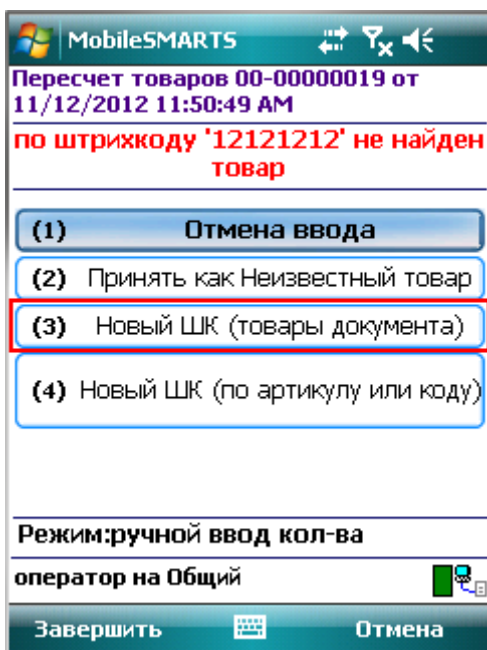 MobileSMARTS
Пересчет товаров 00-00000019 от
11/12/2012 11:50:49 AM
по штрихкоду '12121212' не найден
товар
(1) Отмена ввода
(2) Принять как Неизвестный товар
(3) Новый ШК (товары документа)
(4) Новый ШК (по артикулу или коду)
Режим:ручной ввод кол-ва
оператор на Общий
Завершить Отмена